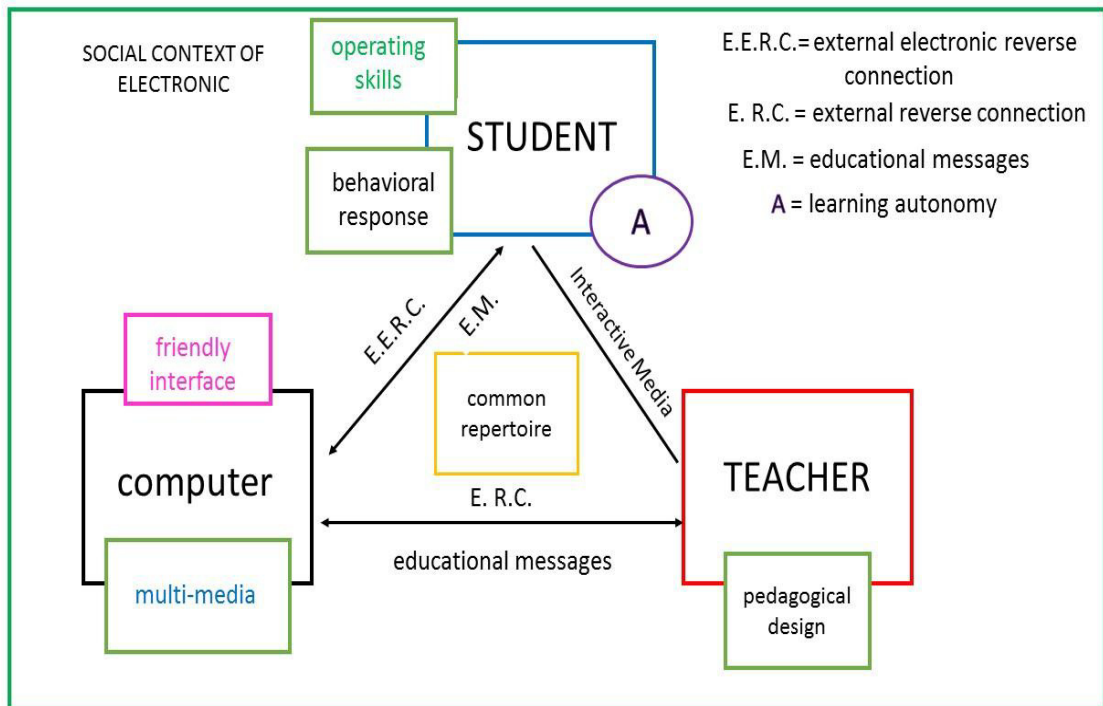 SOCIAL CONTEXT OF
ELECTRONIC
operating
skills
STUDENT
behavioral
response
A
E.E.R.C.= external electronic reverse
connection
E. R.C. = external reverse connection
E.M. = educational messages
A = learning autonomy
E.E.R.C.
E.M.
Interactive Media
friendly
interface
computer
multi-media
common
repertoire
E. R.C.
educational messages
TEACHER
pedagogical
design